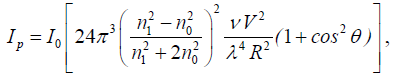 I_p = I_0 [ 24π^3 ( (n_1^2 − n_0^2) / (n_1^2 + 2n_0^2) )^2 (νV^2 / λ^4 R^2) (1 + cos^2 θ) ],